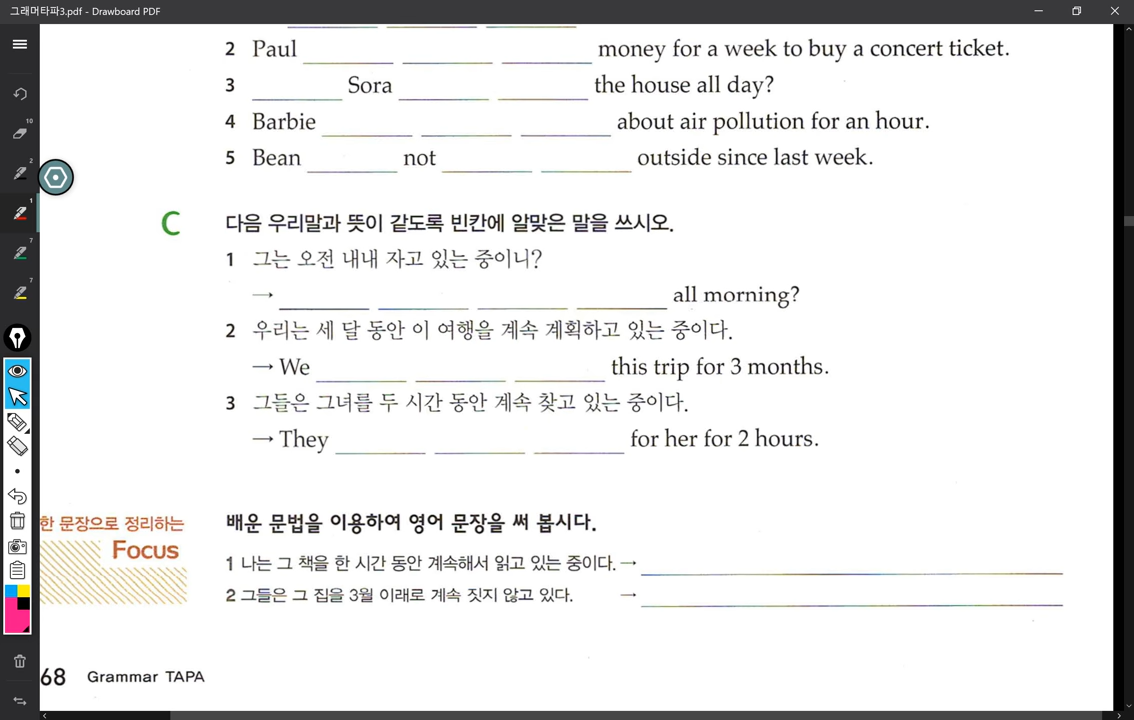 그래머타파3.pdf - Drawboard PDF
2 Paul money for a week to buy a concert ticket.
3 Sora the house all day?
4 Barbie about air pollution for an hour.
5 Bean not outside since last week.
C 다음 우리말과 뜻이 같도록 빈칸에 알맞은 말을 쓰시오.
1 그는 오전 내내 자고 있는 중이니?
→ all morning?
2 우리는 세 달 동안 이 여행을 계속 계획하고 있는 중이다.
→ We this trip for 3 months.
3 그들은 그녀를 두 시간 동안 계속 찾고 있는 중이다.
→ They for her for 2 hours.
한 문장으로 정리하는
Focus
배운 문법을 이용하여 영어 문장을 써 봅시다.
1 나는 그 책을 한 시간 동안 계속해서 읽고 있는 중이다. →
2 그들은 그 집을 3월 이래로 계속 짓지 않고 있다. →
68 Grammar TAPA
10
2
1
7
7